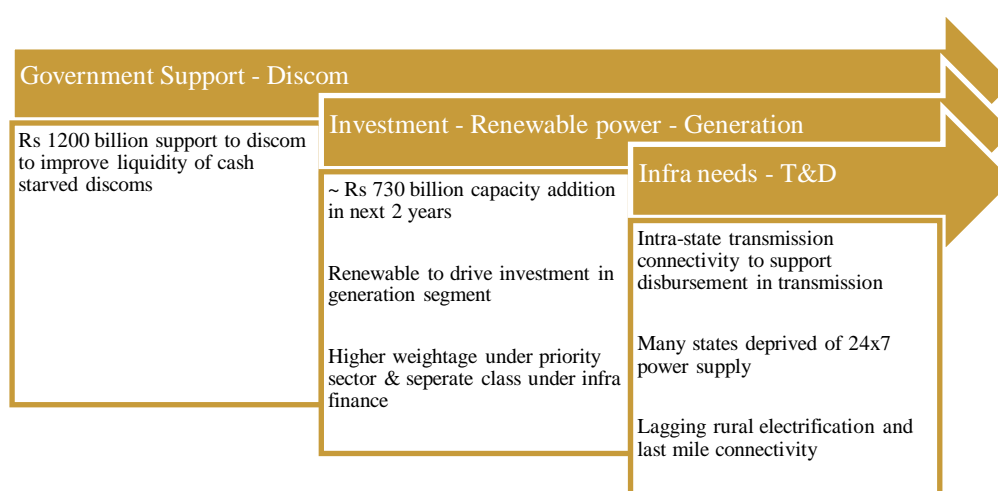 Government Support - Discom
Rs 1200 billion support to discom
to improve liquidity of cash
starved discoms
Investment - Renewable power - Generation
~ Rs 730 billion capacity addition
in next 2 years
Renewable to drive investment in
generation segment
Higher weightage under priority
sector & seperate class under infra
finance
Infra needs - T&D
Intra-state transmission
connectivity to support
disbursement in transmission
Many states deprived of 24x7
power supply
Lagging rural electrification and
last mile connectivity